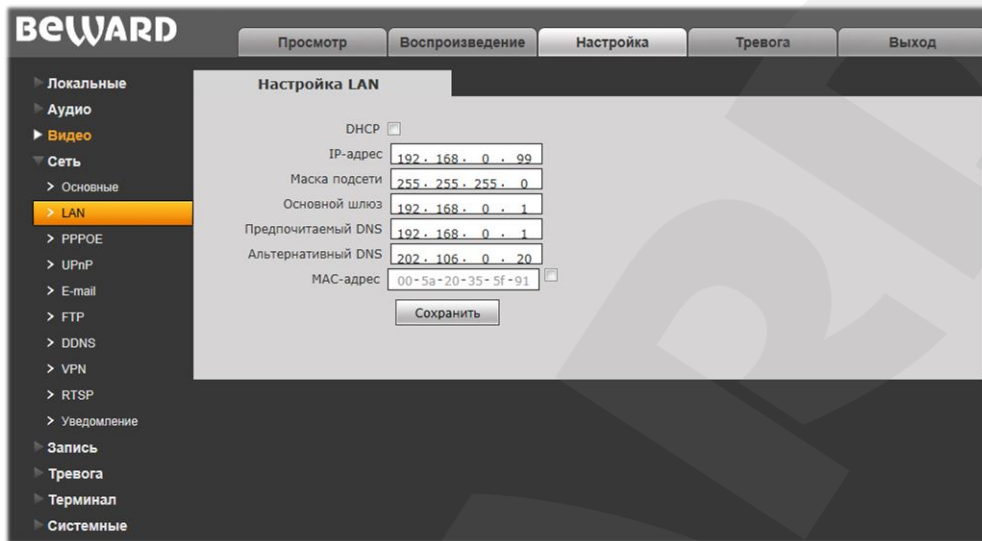 BEWARD
Просмотр Воспроизведение Настройка Тревога Выход
Локальные
Аудио
Видео
Сеть
Основные
LAN
PPPOE
UPnP
E-mail
FTP
DDNS
VPN
RTSP
Уведомление
Запись
Тревога
Терминал
Системные
Настройка LAN
DHCP
IP-адрес 192. 168. 0 . 99
Маска подсети 255. 255. 255. 0
Основной шлюз 192. 168. 0 . 1
Предпочитаемый DNS 192. 168. 0 . 1
Альтернативный DNS 202. 106. 0 . 20
MAC-адрес 00-5a-20-35-5f-91
Сохранить